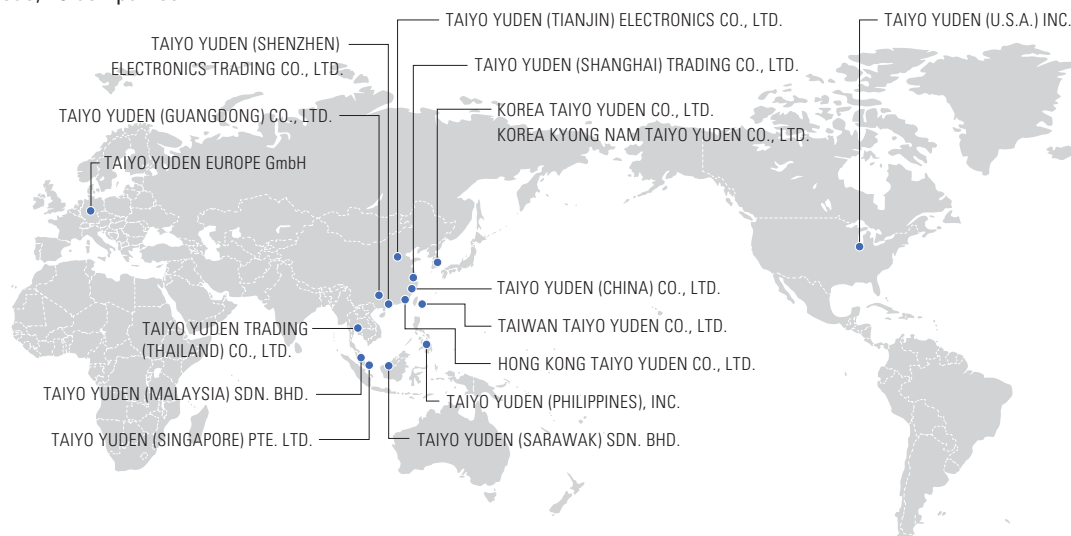 TAIYO YUDEN (TIANJIN) ELECTRONICS CO., LTD.
TAIYO YUDEN (U.S.A.) INC.
TAIYO YUDEN (SHENZHEN)
ELECTRONICS TRADING CO., LTD.
TAIYO YUDEN (SHANGHAI) TRADING CO., LTD.
TAIYO YUDEN (GUANGDONG) CO., LTD.
KOREA TAIYO YUDEN CO., LTD.
KOREA KYONG NAM TAIYO YUDEN CO., LTD.
TAIYO YUDEN EUROPE GmbH
TAIYO YUDEN (CHINA) CO., LTD.
TAIWAN TAIYO YUDEN CO., LTD.
TAIYO YUDEN TRADING
(THAILAND) CO., LTD.
HONG KONG TAIYO YUDEN CO., LTD.
TAIYO YUDEN (MALAYSIA) SDN. BHD.
TAIYO YUDEN (PHILIPPINES), INC.
TAIYO YUDEN (SINGAPORE) PTE. LTD.
TAIYO YUDEN (SARAWAK) SDN. BHD.